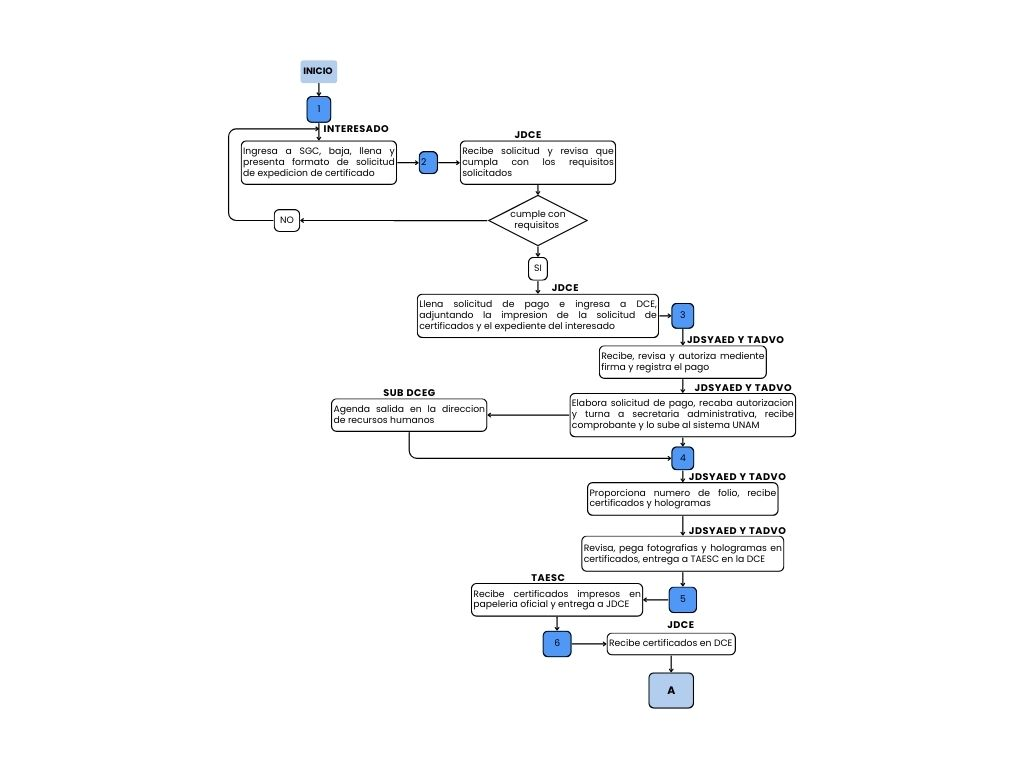 INICIO
1
INTERESADO
Ingresa a SGC, baja, llena y
presenta formato de solicitud
de expedicion de certificado
2
JDCE
Recibe solicitud y revisa que
cumpla con los requisitos
solicitados
cumple con
requisitos
NO
SI
JDCE
Llena solicitud de pago e ingresa a DCE,
adjuntando la impresion de la solicitud de
certificados y el expediente del interesado
3
JDSYAED Y TADVO
Recibe, revisa y autoriza mediente
firma y registra el pago
JDSYAED Y TADVO
Elabora solicitud de pago, recaba autorizacion
y turna a secretaria administrativa, recibe
comprobante y lo sube al sistema UNAM
SUB DCEG
Agenda salida en la direccion
de recursos humanos
4
JDSYAED Y TADVO
Proporciona numero de folio, recibe
certificados y hologramas
JDSYAED Y TADVO
Revisa, pega fotografias y hologramas en
certificados, entrega a TAESC en la DCE
5
TAESC
Recibe certificados impresos en
papeleria oficial y entrega a JDCE
6
JDCE
Recibe certificados en DCE
A